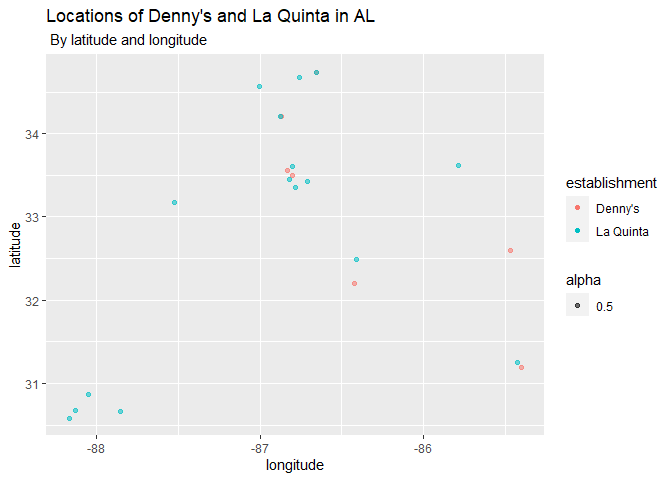 Locations of Denny's and La Quinta in AL
By latitude and longitude
34
33
32
31
latitude
-88
-87
-86
longitude
establishment
Denny's
La Quinta
alpha
0.5